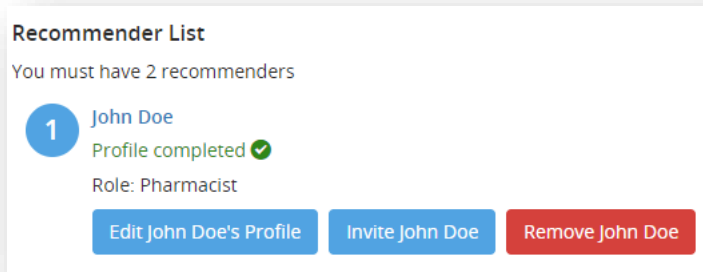 Recommender List
You must have 2 recommenders
1
John Doe
Profile completed
Role: Pharmacist
Edit John Doe's Profile
Invite John Doe
Remove John Doe